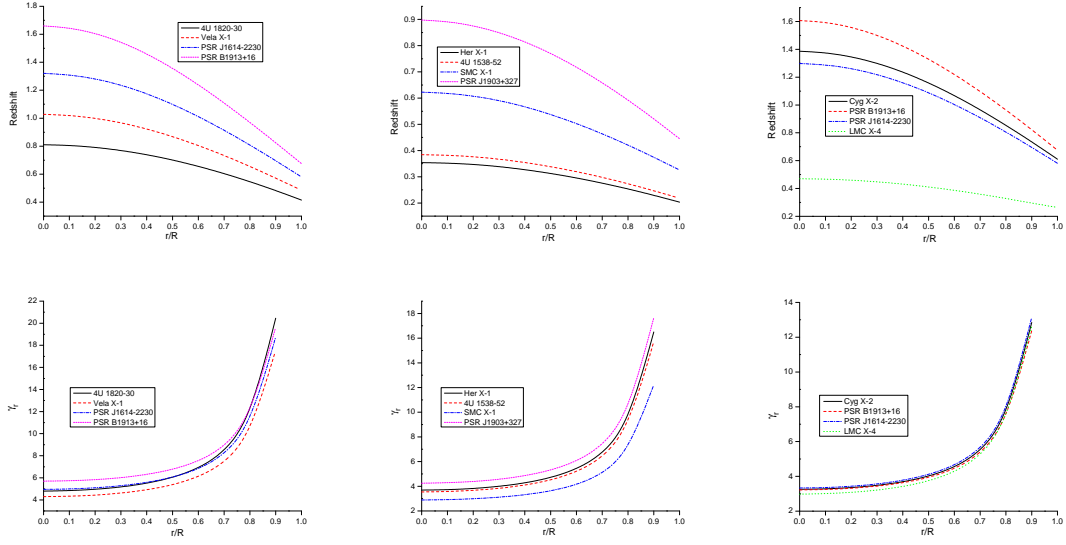 Redshift
1.6
1.4
1.2
1.0
0.8
0.6
0.4
4U 1820-30
Vela X-1
PSR J1614-2230
PSR B1913+16
0.0 0.1 0.2 0.3 0.4 0.5 0.6 0.7 0.8 0.9 1.0
r/R
Redshift
0.9
0.8
0.7
0.6
0.5
0.4
0.3
0.2
Her X-1
4U 1538-52
SMC X-1
PSR J1903+327
0.0 0.1 0.2 0.3 0.4 0.5 0.6 0.7 0.8 0.9 1.0
r/R
Redshift
1.6
1.4
1.2
1.0
0.8
0.6
0.4
0.2
Cyg X-2
PSR B1913+16
PSR J1614-2230
LMC X-4
0.0 0.1 0.2 0.3 0.4 0.5 0.6 0.7 0.8 0.9 1.0
r/R
γr
22
20
18
16
14
12
10
8
6
4
4U 1820-30
Vela X-1
PSR J1614-2230
PSR B1913+16
0.0 0.1 0.2 0.3 0.4 0.5 0.6 0.7 0.8 0.9 1.0
r/R
γr
18
16
14
12
10
8
6
4
2
Her X-1
4U 1538-52
SMC X-1
PSR J1903+327
0.0 0.1 0.2 0.3 0.4 0.5 0.6 0.7 0.8 0.9 1.0
r/R
γr
14
12
10
8
6
4
2
Cyg X-2
PSR B1913+16
PSR J1614-2230
LMC X-4
0.0 0.1 0.2 0.3 0.4 0.5 0.6 0.7 0.8 0.9 1.0
r/R